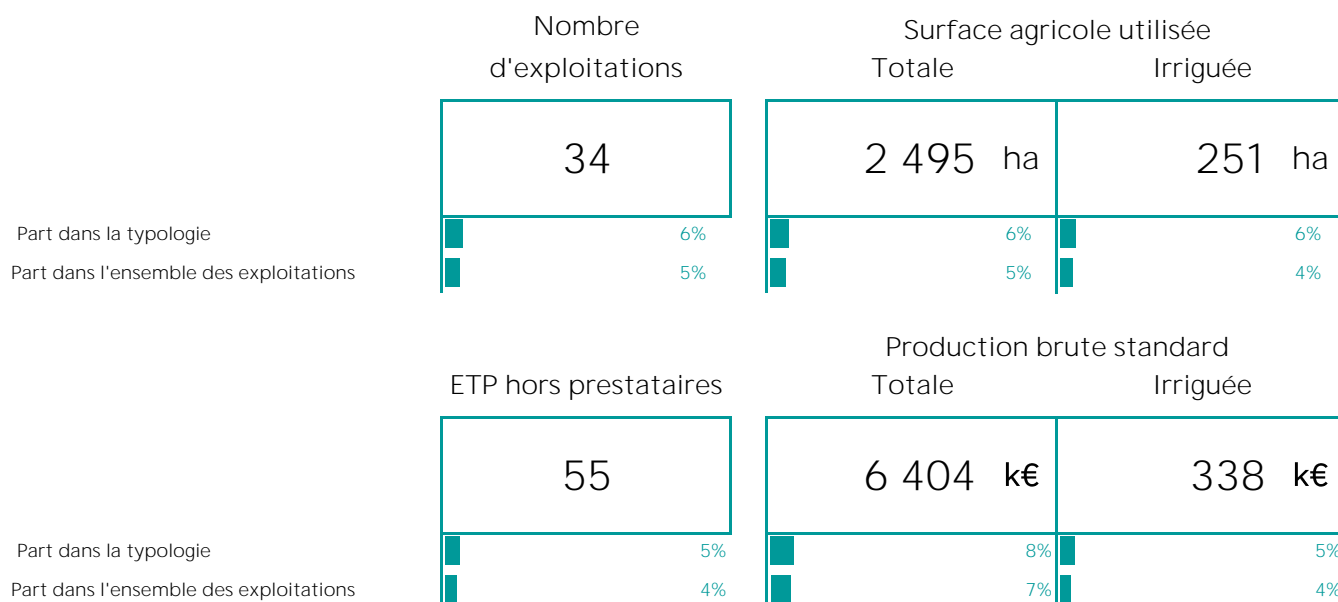 Nombre
d'exploitations
Surface agricole utilisée
Totale Irriguée
34 2 495 ha 251 ha
Part dans la typologie 6% 6% 6%
Part dans l'ensemble des exploitations 5% 5% 4%
Production brute standard
ETP hors prestataires Totale Irriguée
55 6 404 k€ 338 k€
Part dans la typologie 5% 8% 5%
Part dans l'ensemble des exploitations 4% 7% 4%